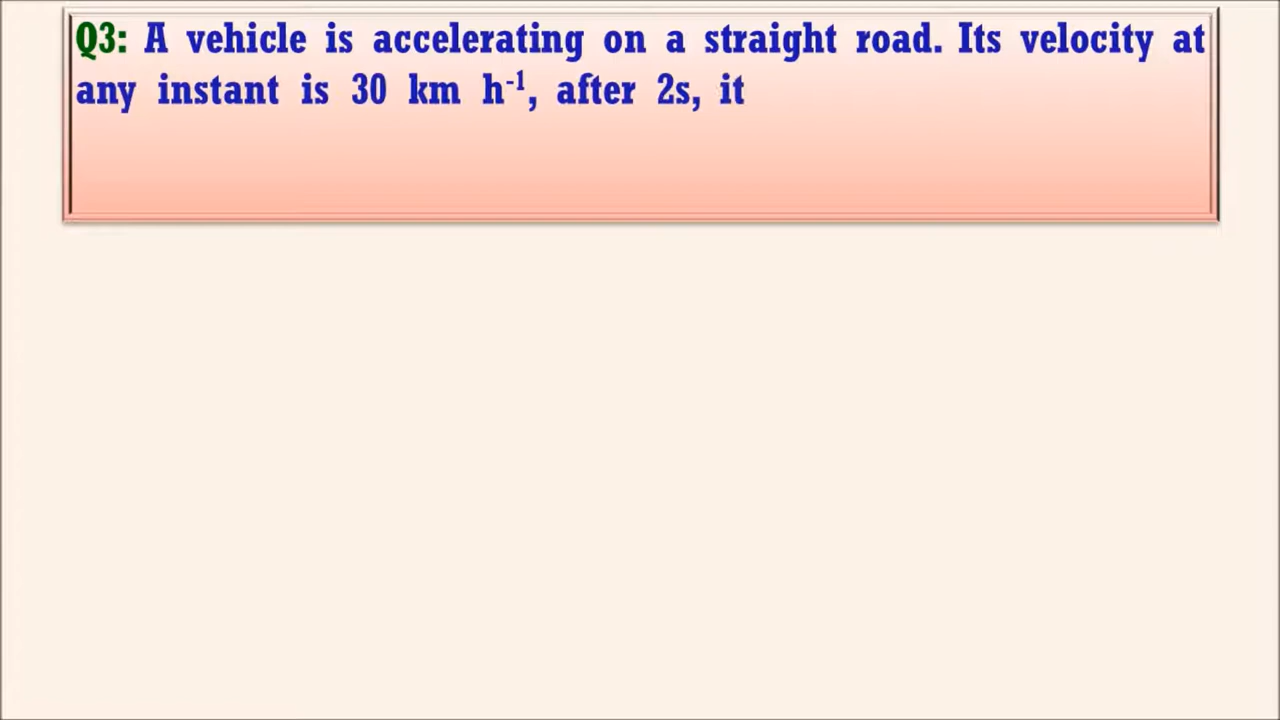 Q3: A vehicle is accelerating on a straight road. Its velocity at
any instant is 30 km h⁻¹, after 2s, it